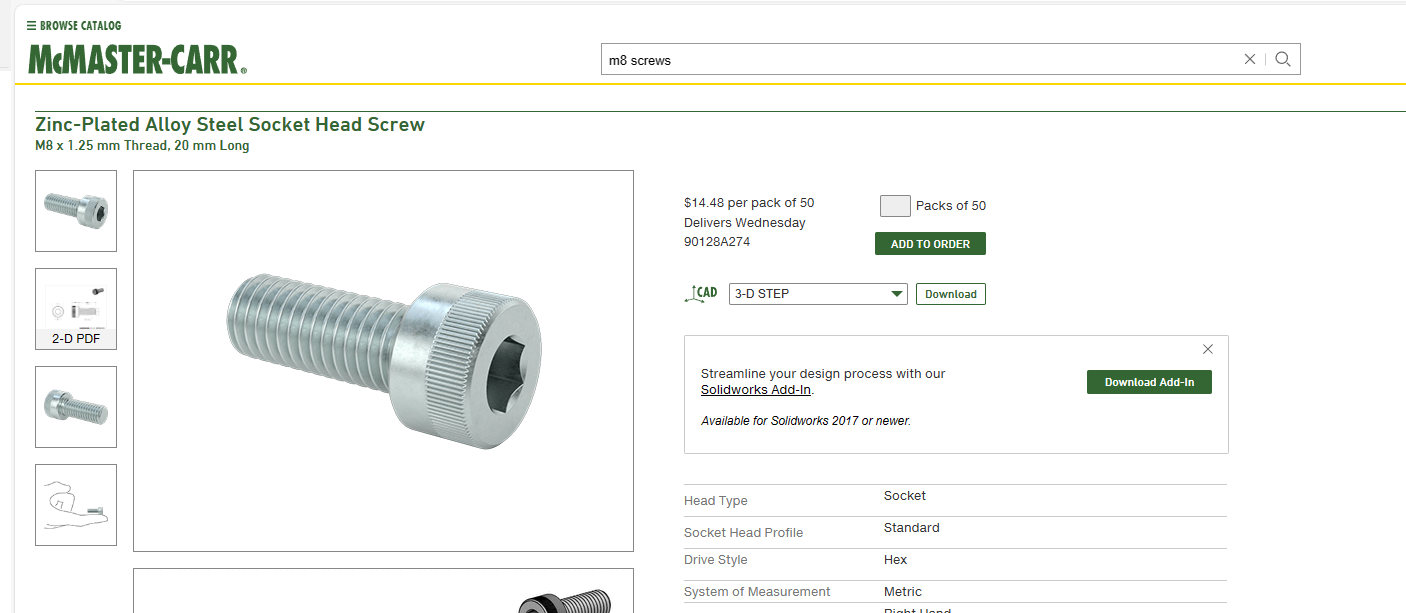 ☰ BROWSE CATALOG
McMASTER-CARR®
m8 screws
Zinc-Plated Alloy Steel Socket Head Screw
M8 x 1.25 mm Thread, 20 mm Long
2-D PDF
$14.48 per pack of 50
Packs of 50
Delivers Wednesday
90128A274
ADD TO ORDER
CAD
3-D STEP
Download
Streamline your design process with our
Solidworks Add-In.
Download Add-In
Available for Solidworks 2017 or newer.
Head Type Socket
Socket Head Profile Standard
Drive Style Hex
System of Measurement Metric
Right Hand